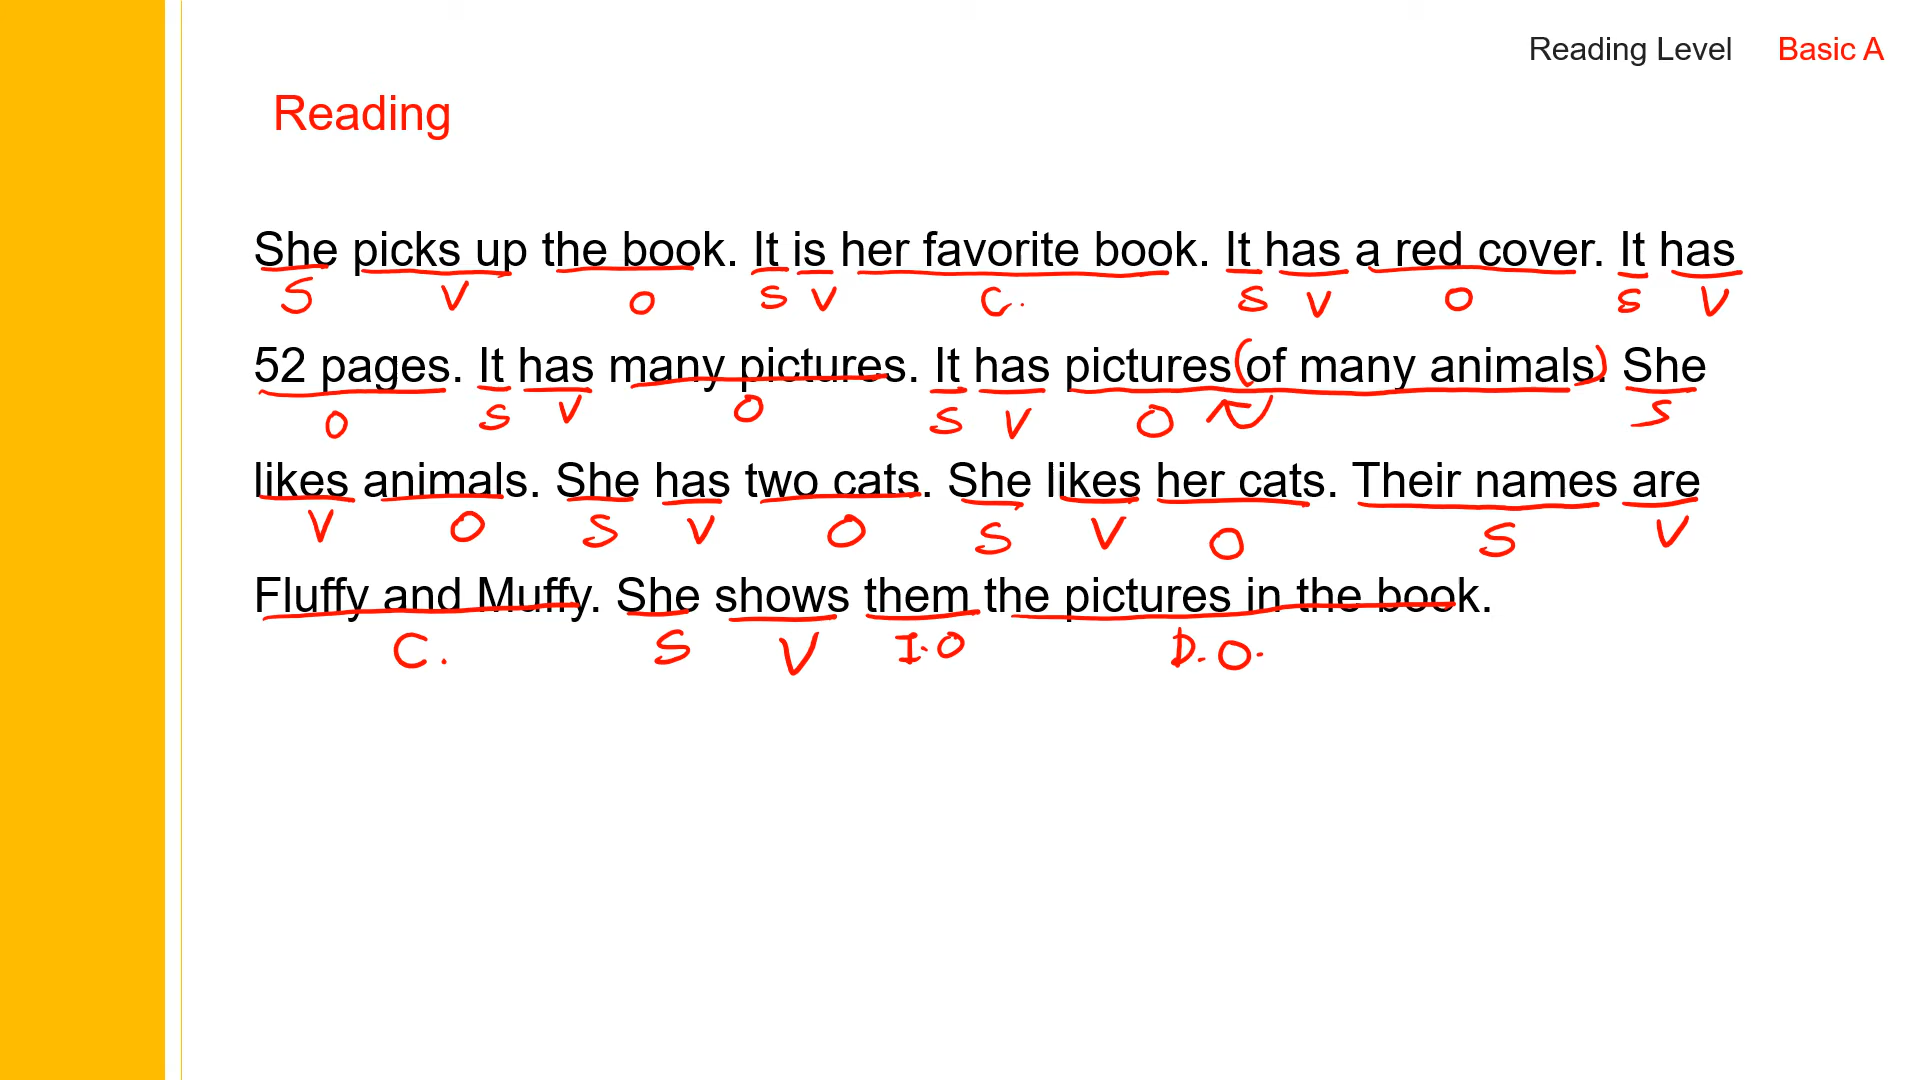 Reading Level Basic A
Reading
She picks up the book. It is her favorite book. It has a red cover. It has
S V O S V C. S V O S V
52 pages. It has many pictures. It has pictures (of many animals.) She
O S V O S V O S
likes animals. She has two cats. She likes her cats. Their names are
V O S V O S V O S V
Fluffy and Muffy. She shows them the pictures in the book.
C. S V I.O D.O.